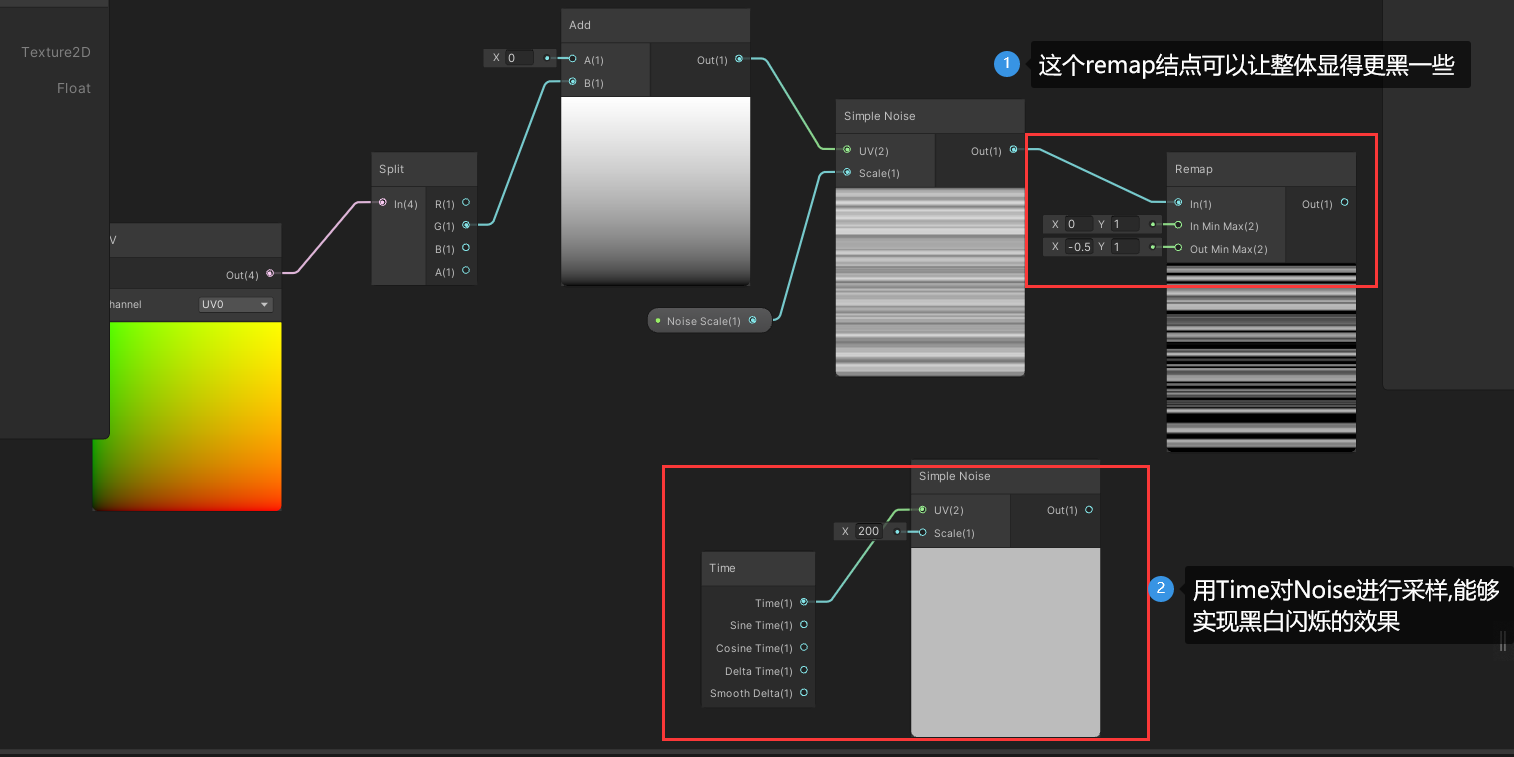 Texture2D
Float
V
Out(4)
hannel
UV0
Split
In(4)
R(1)
G(1)
B(1)
A(1)
X 0
Add
A(1)
B(1)
Out(1)
Noise Scale(1)
Simple Noise
UV(2)
Scale(1)
Out(1)
1
这个remap结点可以让整体显得更黑一些
X 0 Y 1
X -0.5 Y 1
Remap
In(1)
In Min Max(2)
Out Min Max(2)
Out(1)
Time
Time(1)
Sine Time(1)
Cosine Time(1)
Delta Time(1)
Smooth Delta(1)
X 200
Simple Noise
UV(2)
Scale(1)
Out(1)
2
用Time对Noise进行采样,能够
实现黑白闪烁的效果